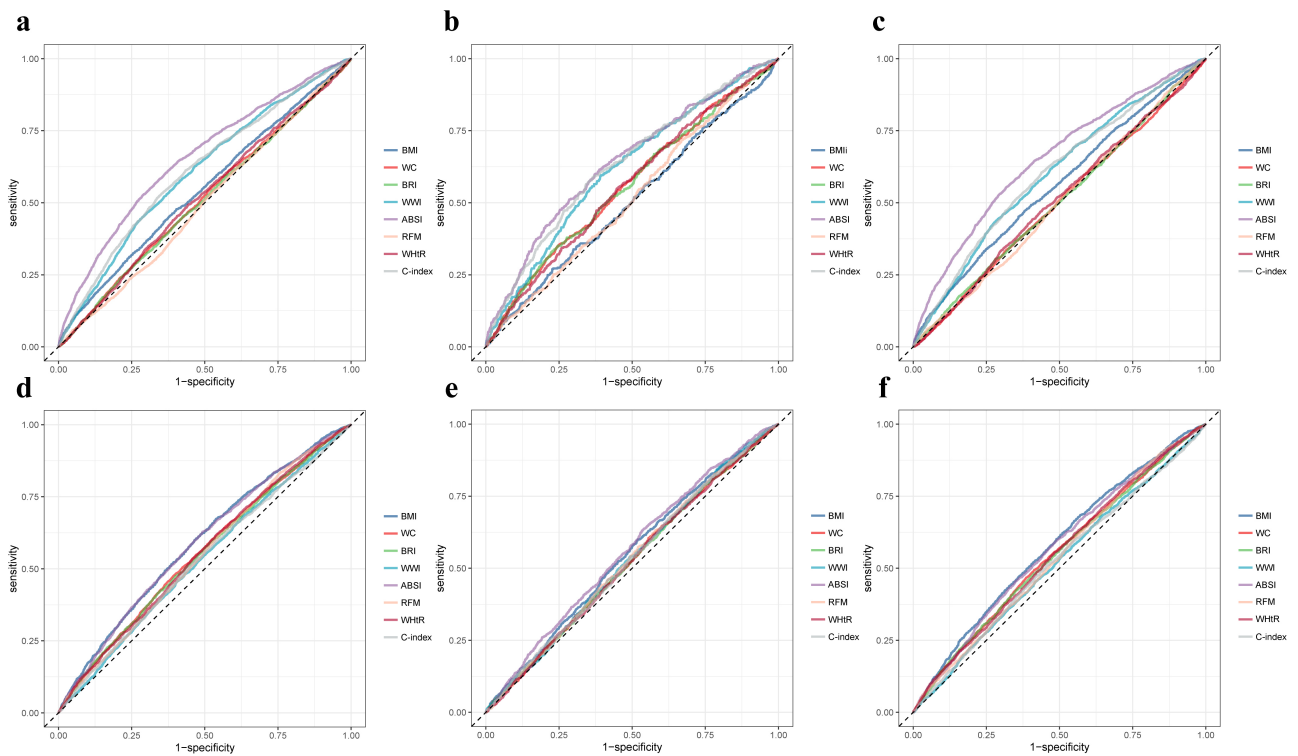 a
1.00
0.75
0.50
0.25
0.00
sensitivity
0.00 0.25 0.50 0.75 1.00
1−specificity
BMI
WC
BRI
WWI
ABSI
RFM
WHtR
C-index
b
1.00
0.75
0.50
0.25
0.00
sensitivity
0.00 0.25 0.50 0.75 1.00
1−specificity
BMIi
WC
BRI
WWI
ABSI
RFM
WHtR
C-index
c
1.00
0.75
0.50
0.25
0.00
sensitivity
0.00 0.25 0.50 0.75 1.00
1−specificity
BMI
WC
BRI
WWI
ABSI
RFM
WHtR
C-index
d
1.00
0.75
0.50
0.25
0.00
sensitivity
0.00 0.25 0.50 0.75 1.00
1−specificity
BMI
WC
BRI
WWI
ABSI
RFM
WHtR
C-index
e
1.00
0.75
0.50
0.25
0.00
sensitivity
0.00 0.25 0.50 0.75 1.00
1−specificity
BMI
WC
BRI
WWI
ABSI
RFM
WHtR
C-index
f
1.00
0.75
0.50
0.25
0.00
sensitivity
0.00 0.25 0.50 0.75 1.00
1−specificity
BMI
WC
BRI
WWI
ABSI
RFM
WHtR
C-index